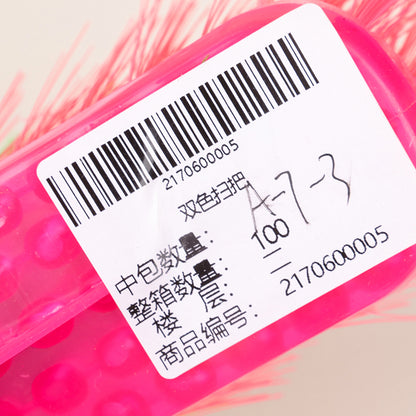 2170600005
双色扫把
A-7-3
中包数量：
整箱数量：100
楼 层： 二
商品编号：2170600005